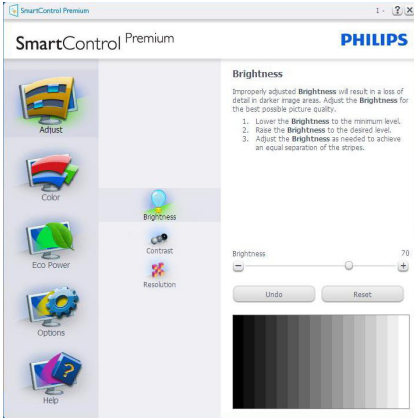 SmartControl Premium
1 - ? X
SmartControl Premium
PHILIPS
Adjust
Color
Eco Power
Options
Help
Brightness
Contrast
Resolution
Brightness
Improperly adjusted Brightness will result in a loss of
detail in darker image areas. Adjust the Brightness for
the best possible picture quality.
1. Lower the Brightness to the minimum level.
2. Raise the Brightness to the desired level.
3. Adjust the Brightness as needed to achieve
an equal separation of the stripes.
Brightness 70
Undo Reset